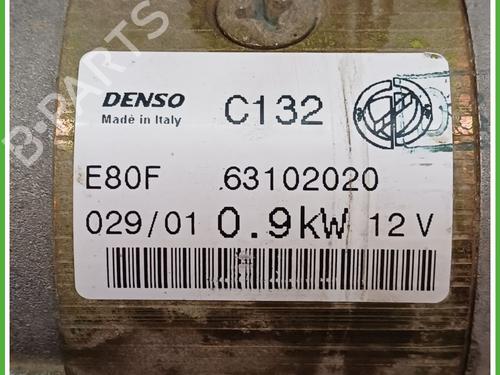 B-PARTS
DENSO
Made in Italy
C132
E80F 63102020
029/01 0.9kW 12 V